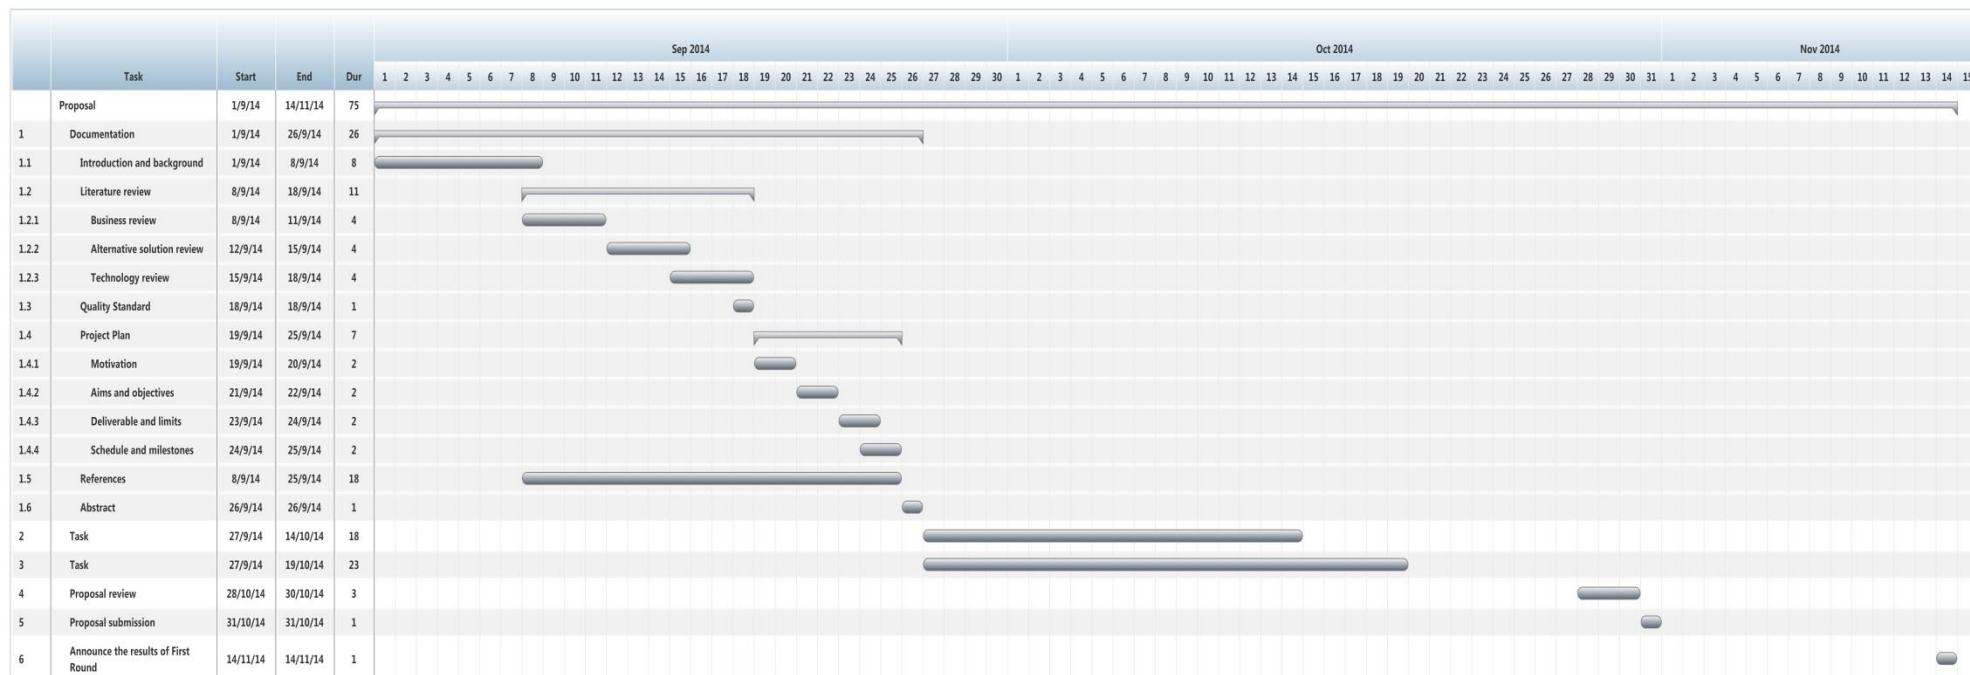 Sep 2014 Oct 2014 Nov 2014
Task Start End Dur 1 2 3 4 5 6 7 8 9 10 11 12 13 14 15 16 17 18 19 20 21 22 23 24 25 26 27 28 29 30 1 2 3 4 5 6 7 8 9 10 11 12 13 14 15 16 17 18 19 20 21 22 23 24 25 26 27 28 29 30 31 1 2 3 4 5 6 7 8 9 10 11 12 13 14 15
Proposal 1/9/14 14/11/14 75
1 Documentation 1/9/14 26/9/14 26
1.1 Introduction and background 1/9/14 8/9/14 8
1.2 Literature review 8/9/14 18/9/14 11
1.2.1 Business review 8/9/14 11/9/14 4
1.2.2 Alternative solution review 12/9/14 15/9/14 4
1.2.3 Technology review 15/9/14 18/9/14 4
1.3 Quality Standard 18/9/14 18/9/14 1
1.4 Project Plan 19/9/14 25/9/14 7
1.4.1 Motivation 19/9/14 20/9/14 2
1.4.2 Aims and objectives 21/9/14 22/9/14 2
1.4.3 Deliverable and limits 23/9/14 24/9/14 2
1.4.4 Schedule and milestones 24/9/14 25/9/14 2
1.5 References 8/9/14 25/9/14 18
1.6 Abstract 26/9/14 26/9/14 1
2 Task 27/9/14 14/10/14 18
3 Task 27/9/14 19/10/14 23
4 Proposal review 28/10/14 30/10/14 3
5 Proposal submission 31/10/14 31/10/14 1
6 Announce the results of First 14/11/14 14/11/14 1
Round